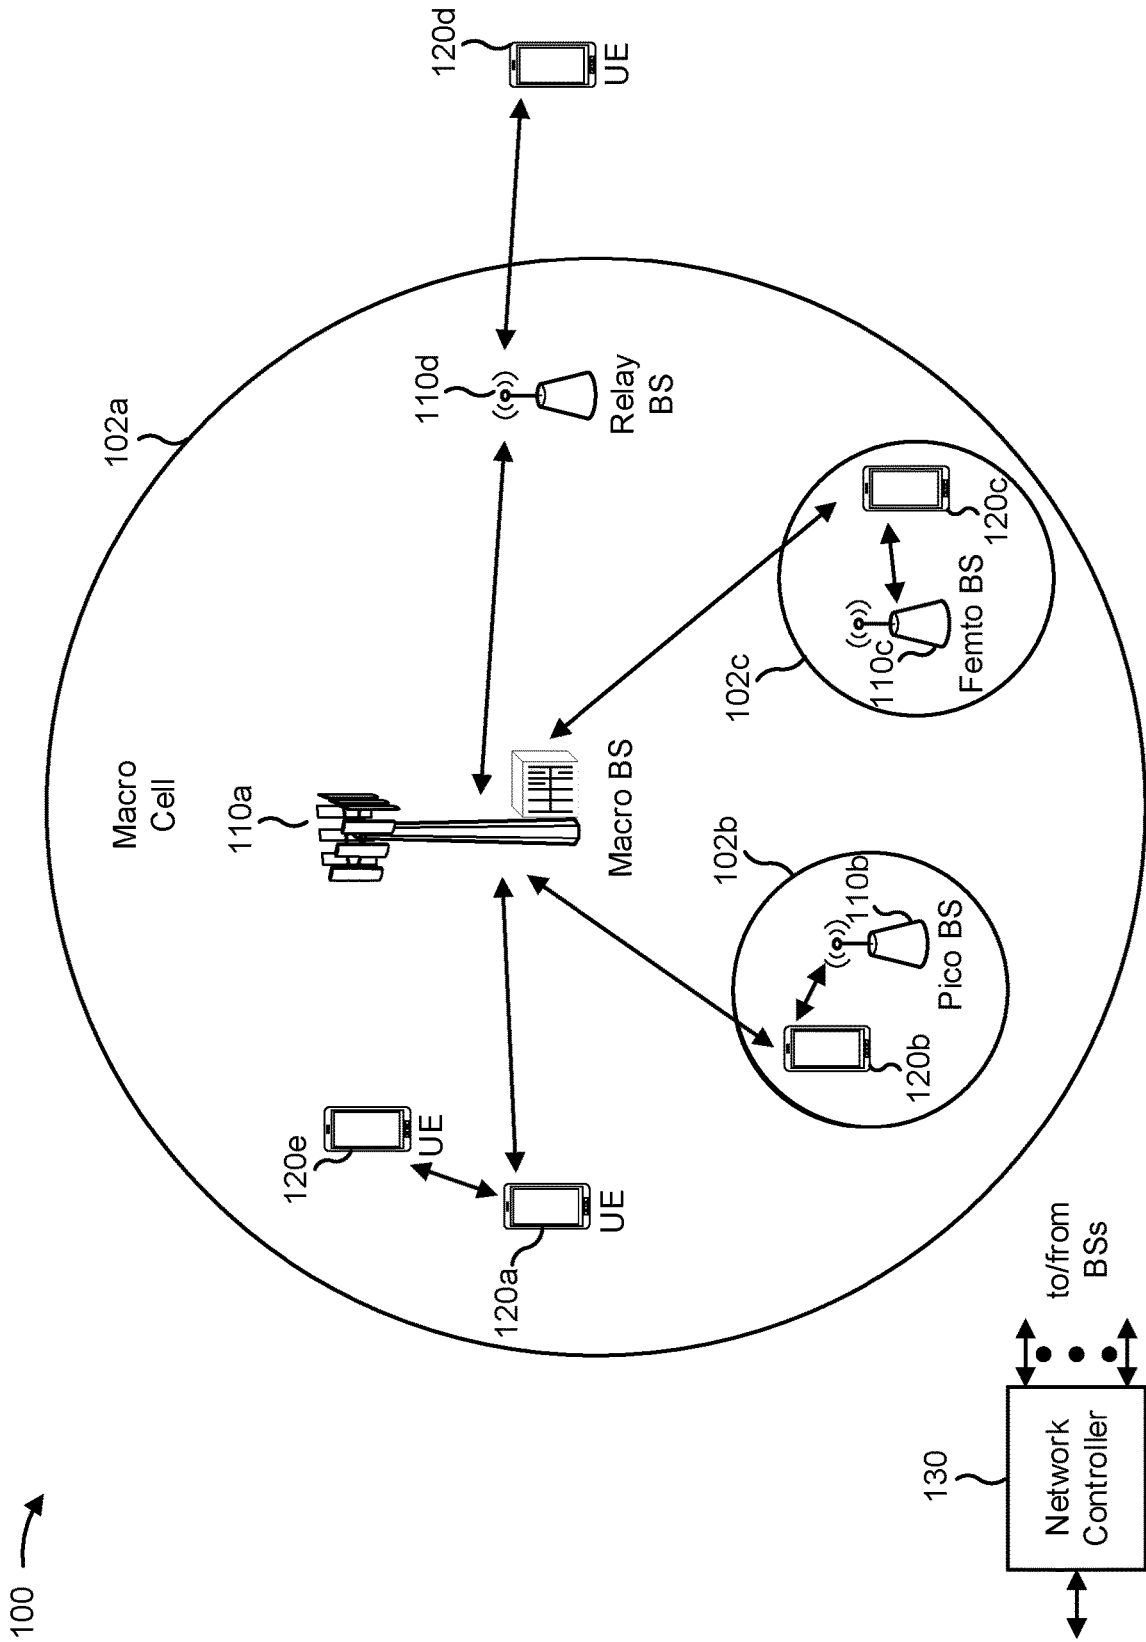 100
Macro
Cell
102a
110a
120d
UE
110d
Relay
BS
120e
UE
120a
UE
Macro BS
102b
110b
Pico BS
120b
102c
110c
Femto BS
120c
130
Network
Controller
to/from
BSs